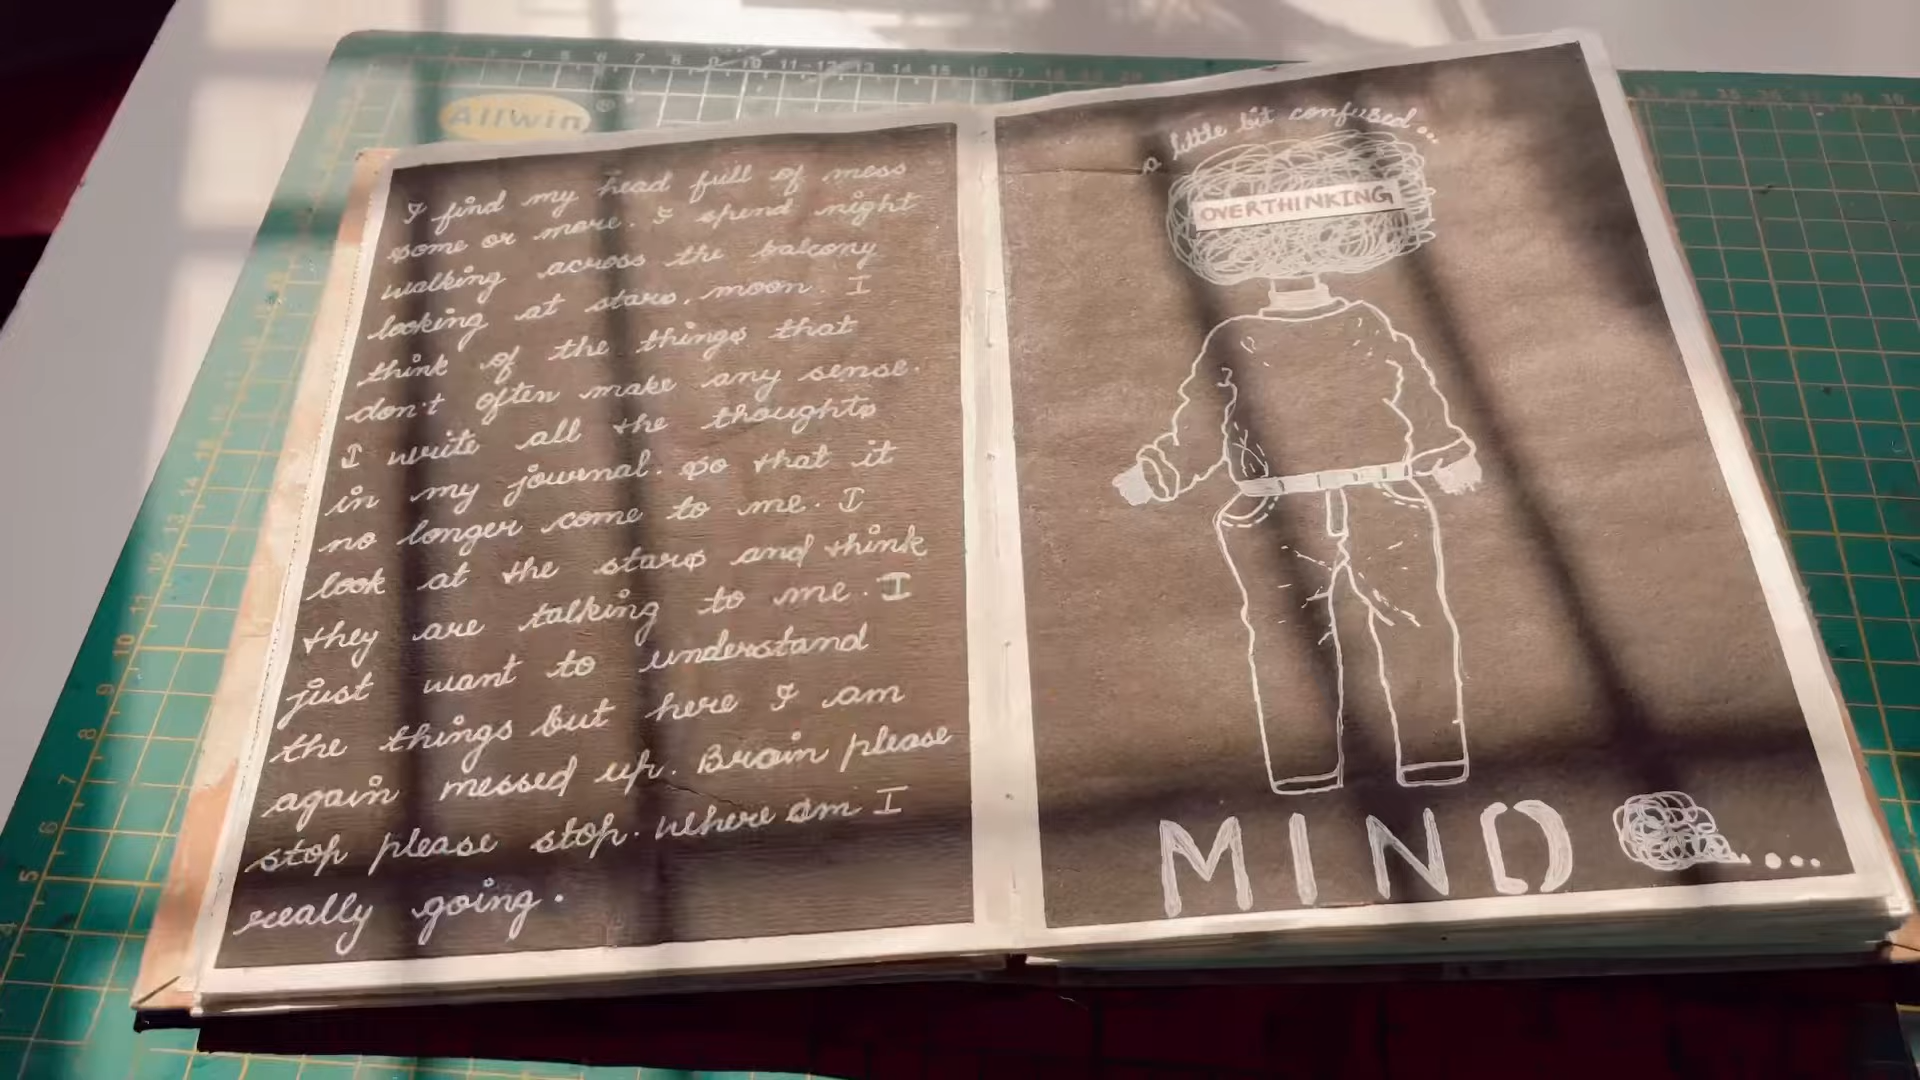 Allwin
I find my head full of mess
some or more. I spend night
walking across the balcony
looking at stars. moon. I
think of the things that
don't often make any sense.
I write all the thoughts
in my journal. so that it
no longer come to me. I
look at the stars and think
they are talking to me. I
just want to understand
the things but here I am
again messed up. Brain please
stop please stop. Where am I
really going.
a little bit confused...
OVERTHINKING
MIND